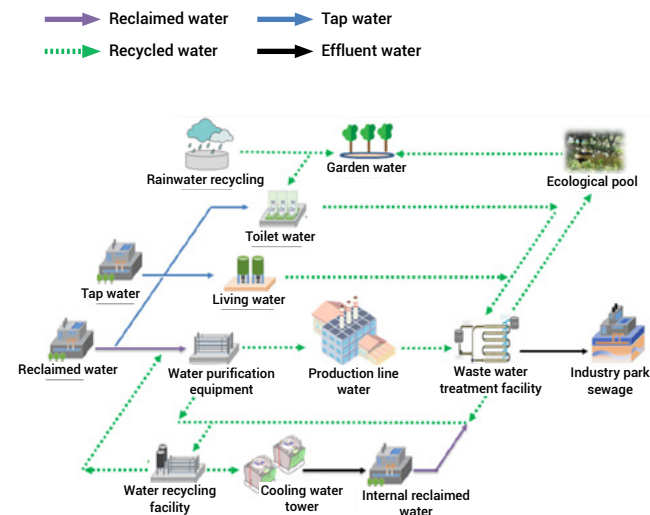 Reclaimed water
Tap water
Recycled water
Effluent water
Rainwater recycling
Garden water
Ecological pool
Toilet water
Tap water
Living water
Reclaimed water
Water purification
equipment
Production line
water
Waste water
treatment facility
Industry park
sewage
Water recycling
facility
Cooling water
tower
Internal reclaimed
water